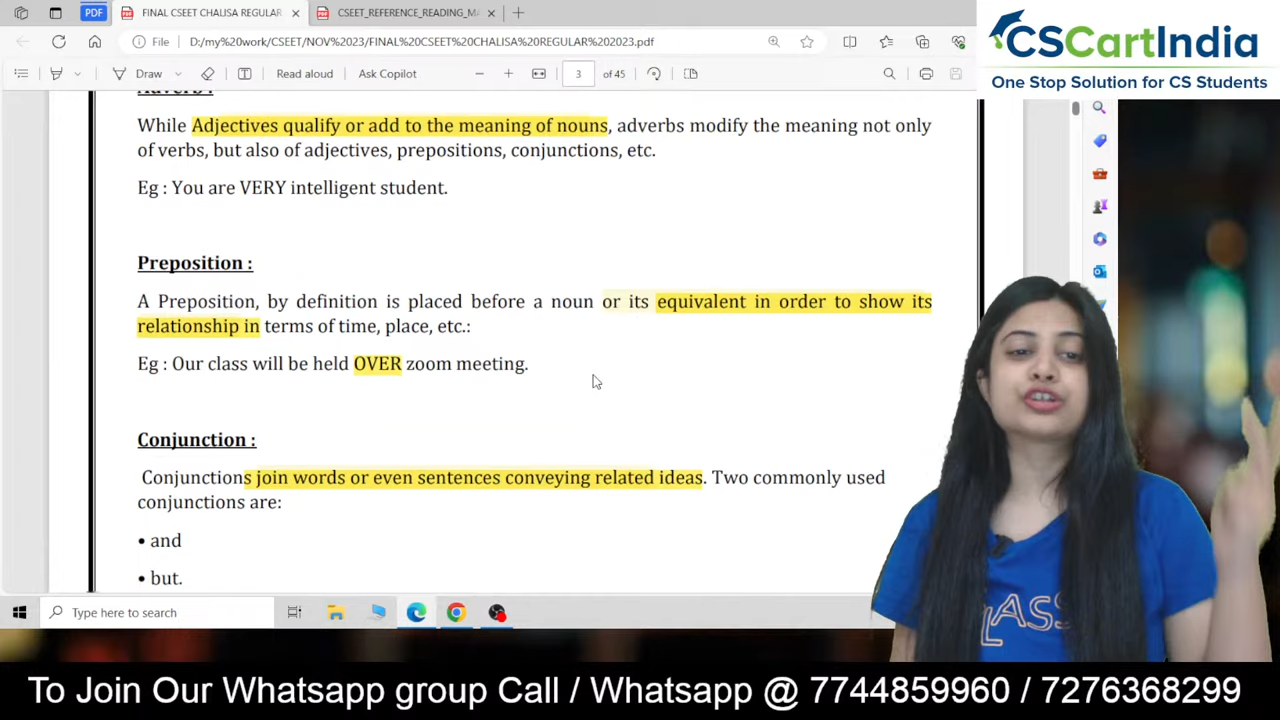 FINAL CSEET CHALISA REGULAR
CSEET_REFERENCE_READING_MA
PDF
File
D:/my%20work/CSEET/NOV%2023/FINAL%20CSEET%20CHALISA%20REGULAR%202023.pdf
Draw
Read aloud
Ask Copilot
3
of 45
CSCartIndia
One Stop Solution for CS Students
Adverb :
While Adjectives qualify or add to the meaning of nouns, adverbs modify the meaning not only
of verbs, but also of adjectives, prepositions, conjunctions, etc.
Eg : You are VERY intelligent student.
Preposition :
A Preposition, by definition is placed before a noun or its equivalent in order to show its
relationship in terms of time, place, etc.:
Eg : Our class will be held OVER zoom meeting.
Conjunction :
Conjunctions join words or even sentences conveying related ideas. Two commonly used
conjunctions are:
• and
• but.
Type here to search
To Join Our Whatsapp group Call / Whatsapp @ 7744859960 / 7276368299